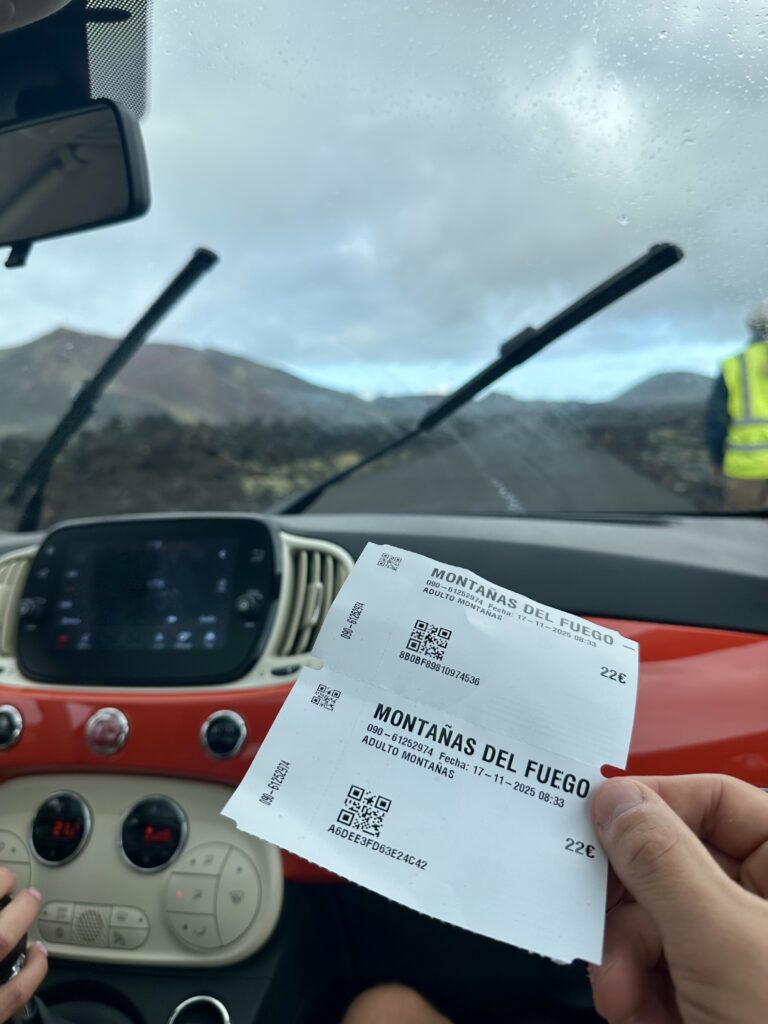 MONTAÑAS DEL FUEGO –
090-61252974 Fecha: 17-11-2025 08:33
ADULTO MONTAÑAS
090-61252974
8B0BF89810974536
22€
MONTAÑAS DEL FUEGO
090-61252974 Fecha: 17-11-2025 08:33
ADULTO MONTAÑAS
090-61252974
A6DEE3FD63E24C42
22€